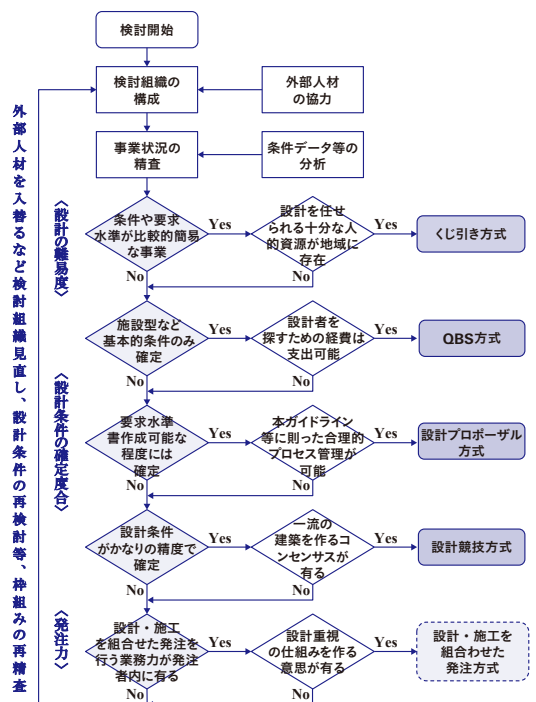 検討開始
検討組織の
構成
外部人材
の協力
事業状況の
精査
条件データ等の
分析
外部人材を入替るなど検討組織見直し、設計条件の再検討等、枠組みの再精査
〈設計の難易度〉
条件や要求
水準が比較的簡易
な事業
Yes
設計を任せ
られる十分な人
的資源が地域に
存在
Yes
くじ引き方式
No
No
施設型など
基本的条件のみ
確定
Yes
設計者を
探すための経費は
支出可能
Yes
QBS方式
No
No
〈設計条件の確定度合〉
要求水準
書作成可能な
程度には
確定
Yes
本ガイドライン
等に則った合理的
プロセス管理が
可能
Yes
設計プロポーザル
方式
No
No
設計条件
がかなりの精度で
確定
Yes
一流の
建築を作るコ
ンセンサスが
有る
Yes
設計競技方式
No
No
〈発注力〉
設計・施工
を組合せた発注を
行う業務力が発注
者内に有る
Yes
設計重視
の仕組みを作る
意思が有る
Yes
設計・施工を
組合わせた
発注方式
No
No